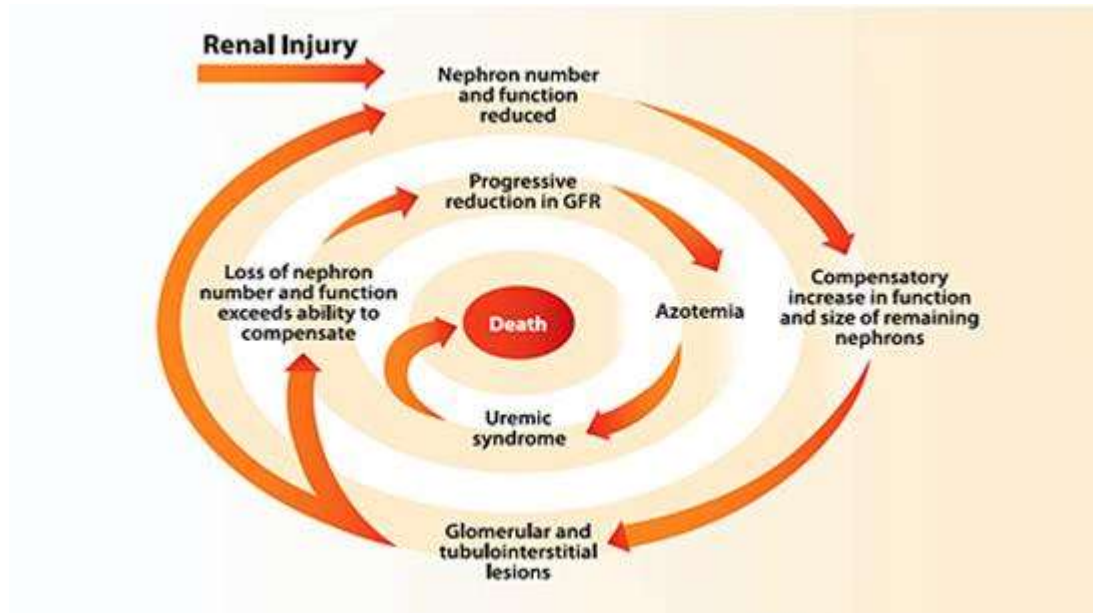 Renal Injury
Nephron number
and function
reduced
Compensatory
increase in function
and size of remaining
nephrons
Glomerular and
tubulointerstitial
lesions
Loss of nephron
number and function
exceeds ability to
compensate
Progressive
reduction in GFR
Azotemia
Uremic
syndrome
Death